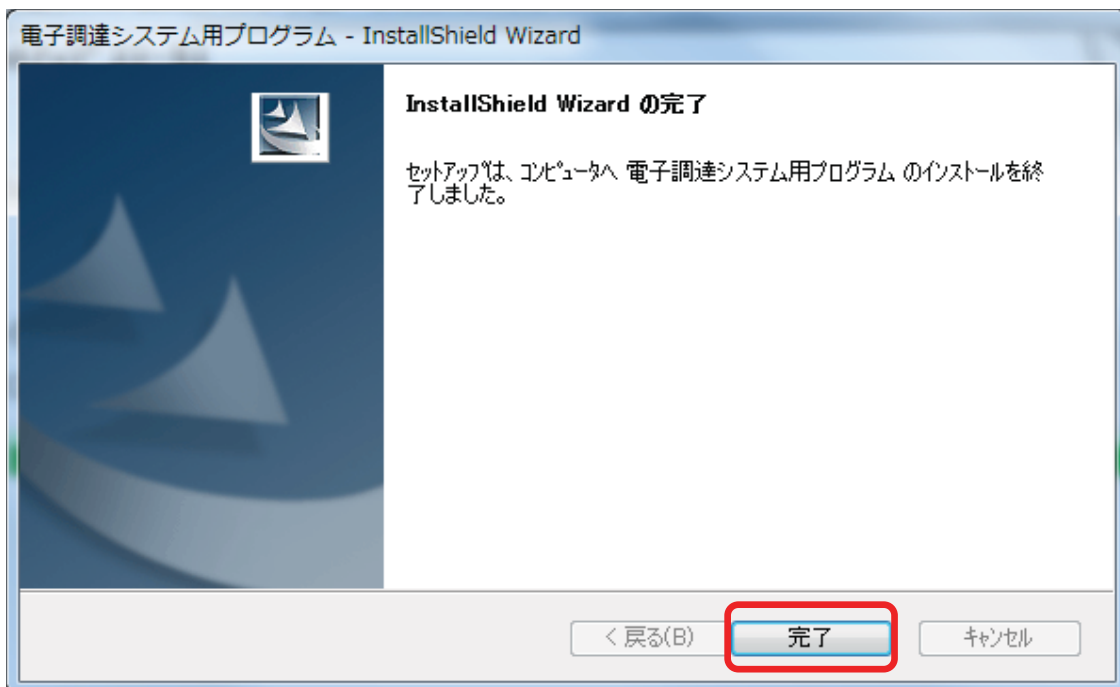 電子調達システム用プログラム - InstallShield Wizard
InstallShield Wizard の完了
セットアップは、コンピュータへ 電子調達システム用プログラム のインストールを終
了しました。
< 戻る(B)
完了
キャンセル